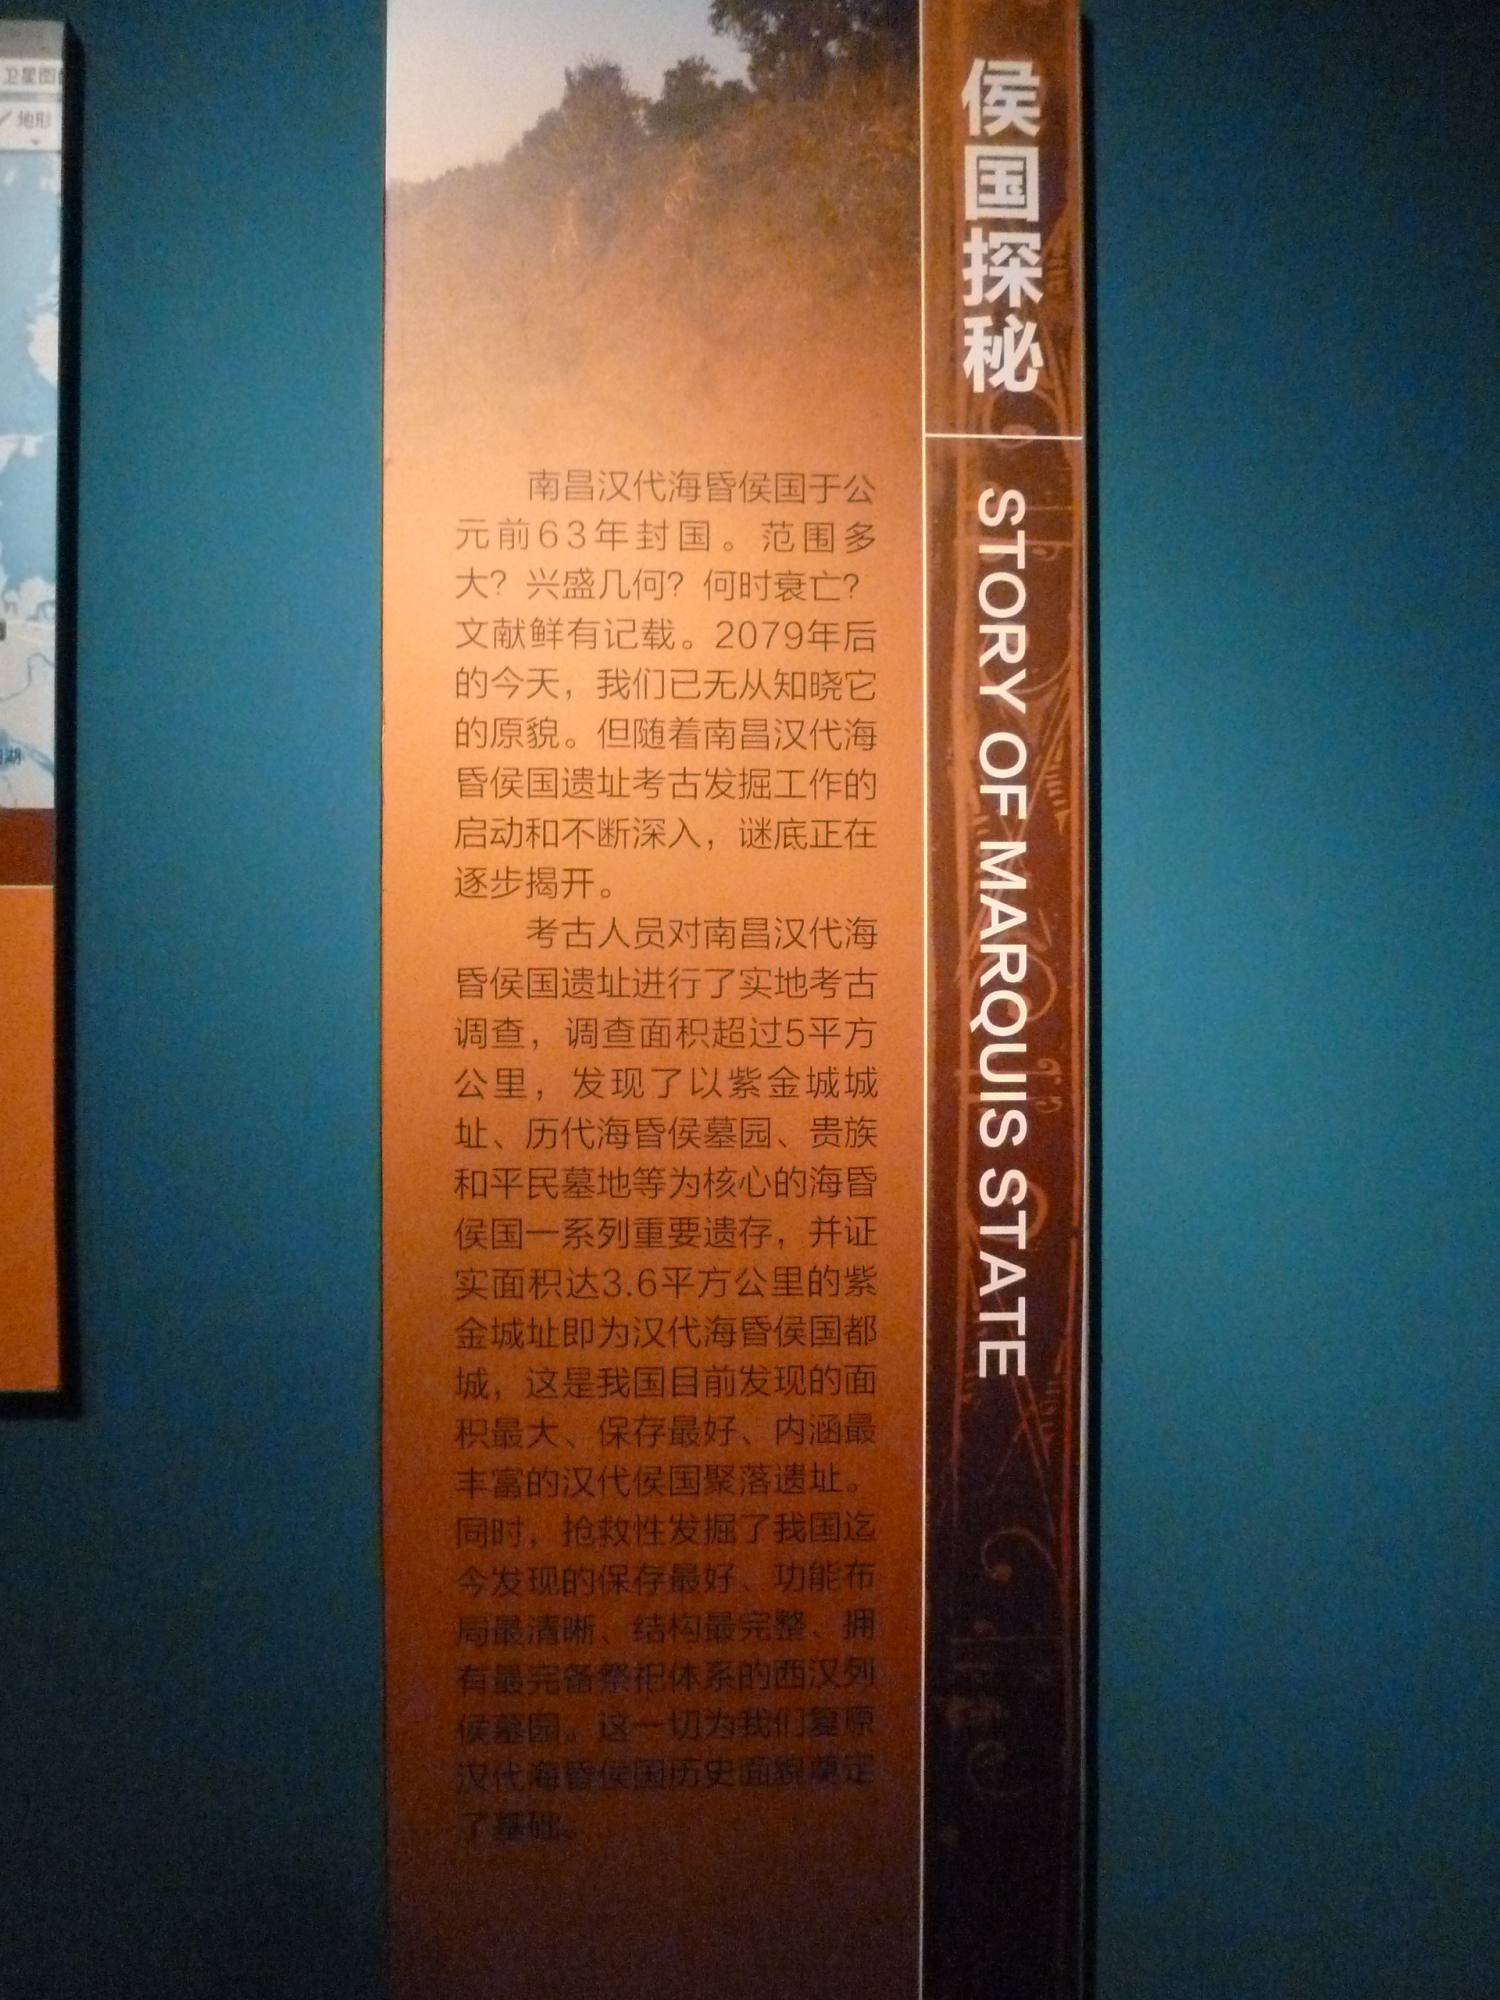 侯国探秘
STORY OF MARQUIS STATE
南昌汉代海昏侯国于公
元前63年封国。范围多
大？兴盛几何？何时衰亡？
文献鲜有记载。2079年后
的今天，我们已无从知晓它
的原貌。但随着南昌汉代海
昏侯国遗址考古发掘工作的
启动和不断深入，谜底正在
逐步揭开。
考古人员对南昌汉代海
昏侯国遗址进行了实地考古
调查，调查面积超过5平方
公里，发现了以紫金城城
址、历代海昏侯墓园、贵族
和平民墓地等为核心的海昏
侯国一系列重要遗存，并证
实面积达3.6平方公里的紫
金城址即为汉代海昏侯国都
城，这是我国目前发现的面
积最大、保存最好、内涵最
丰富的汉代侯国聚落遗址。
同时，抢救性发掘了我国迄
今发现的保存最好、功能布
局最清晰、结构最完整、拥
有最完备祭祀体系的西汉列
侯墓园。这一切为我们复原
汉代海昏侯国历史面貌奠定
了基础。
卫星图
地形
湖